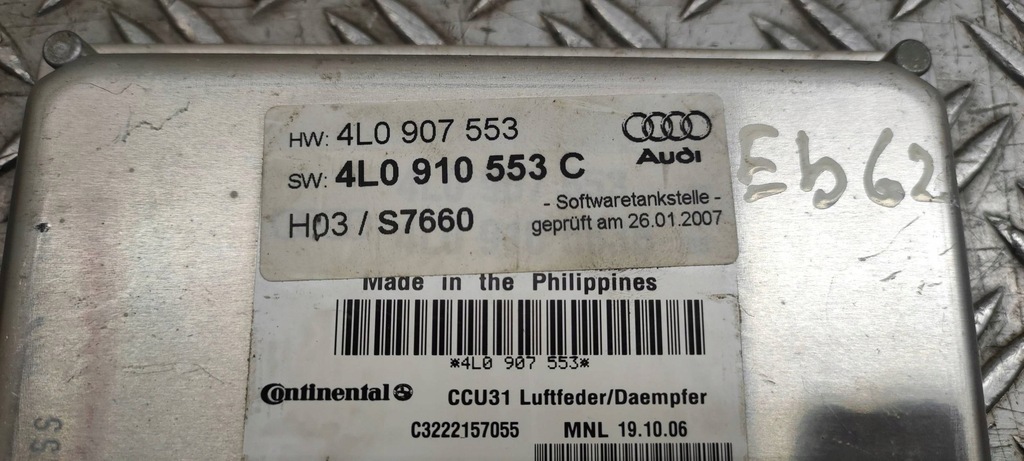 HW: 4L0 907 553
Audi
SW: 4L0 910 553 C
H03 / S7660
- Softwaretankstelle -
geprüft am 26.01.2007
Eb62
Made in the Philippines
*4L0 907 553*
Continental
CCU31 Luftfeder/Daempfer
C3222157055 MNL 19.10.06